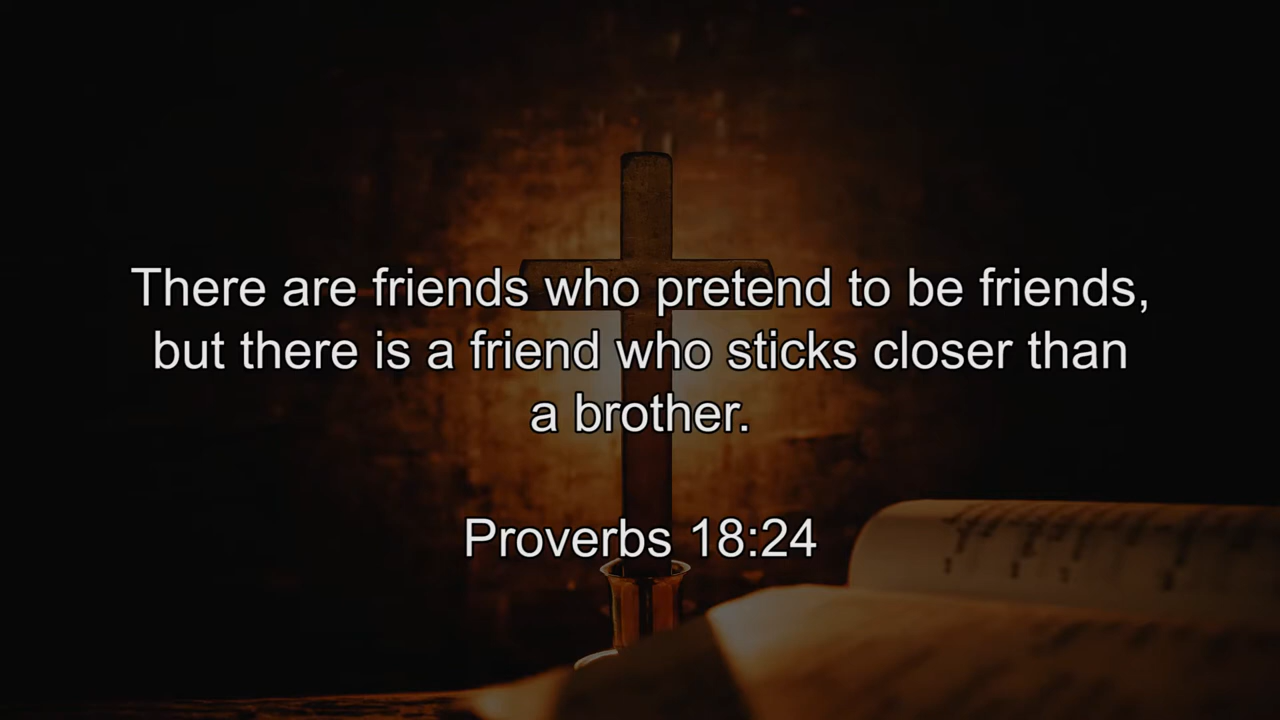 There are friends who pretend to be friends,
but there is a friend who sticks closer than
a brother.
Proverbs 18:24